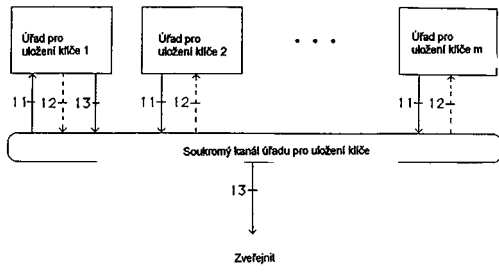 Úřad pro
uložení klíče 1
Úřad pro
uložení klíče 2
. . .
Úřad pro
uložení klíče m
11 12 13 11 12 11 12
Soukromý kanál úřadu pro uložení klíče
13
Zveřejnit